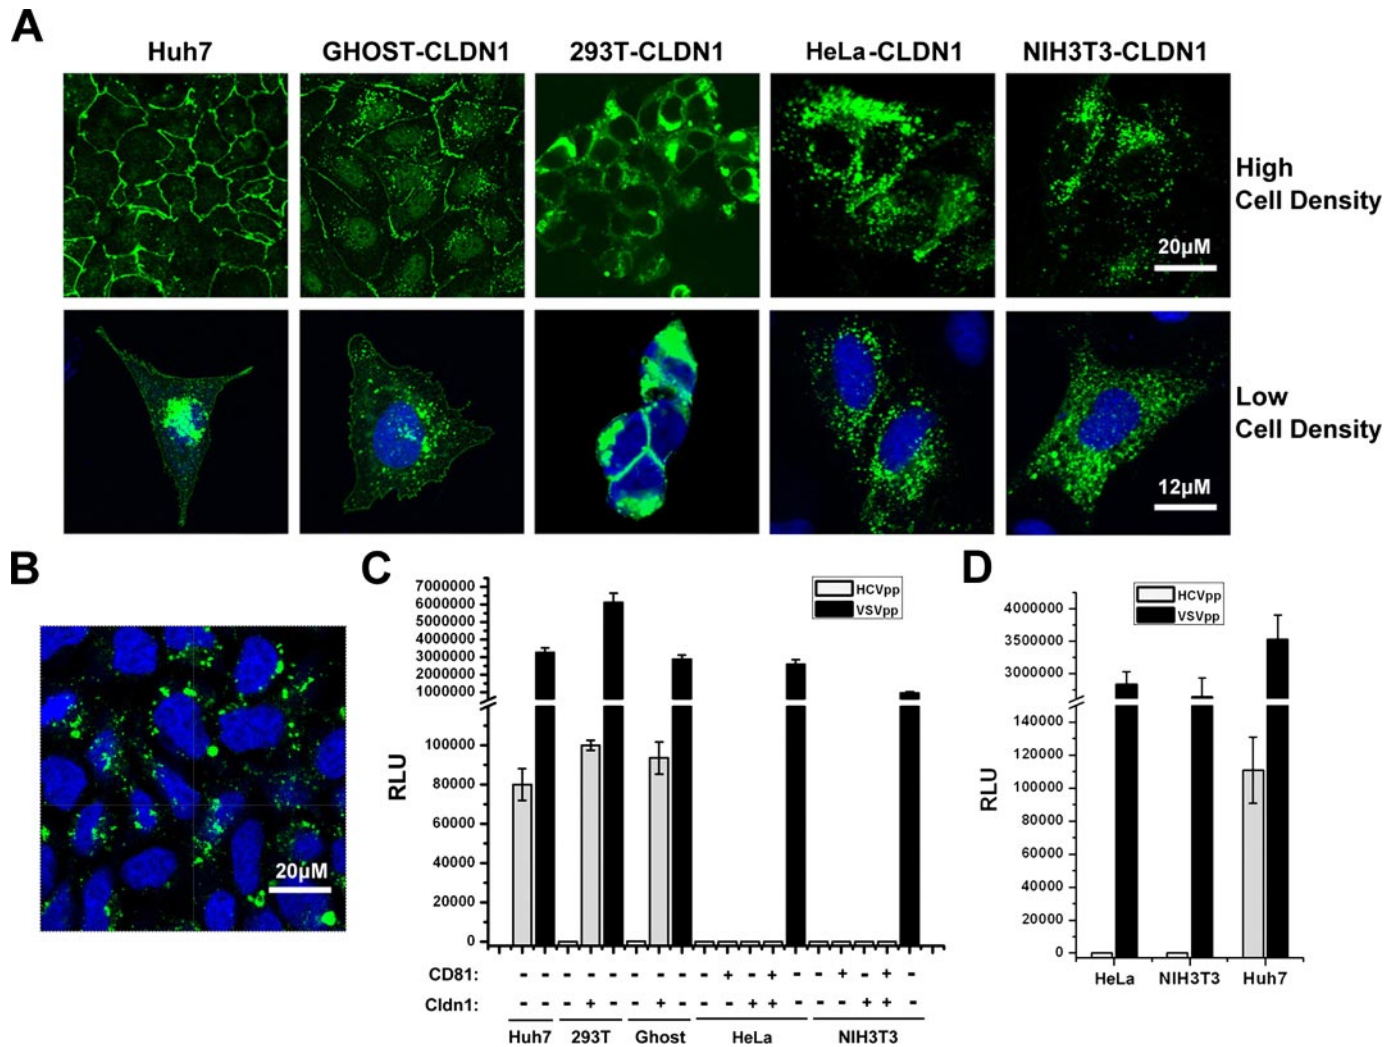 A
Huh7 GHOST-CLDN1 293T-CLDN1 HeLa-CLDN1 NIH3T3-CLDN1
High
Cell Density
20µM
Low
Cell Density
12µM
B
20µM
C
HCVpp
VSVpp
7000000
6000000
5000000
4000000
3000000
2000000
1000000
100000
80000
60000
40000
20000
0
RLU
CD81: - - - - - - - - - + - + - - + - + -
Cldn1: - - - + - - + - - - + + - - - + + -
Huh7 293T Ghost HeLa NIH3T3
D
HCVpp
VSVpp
4000000
3500000
3000000
140000
120000
100000
80000
60000
40000
20000
0
RLU
HeLa NIH3T3 Huh7